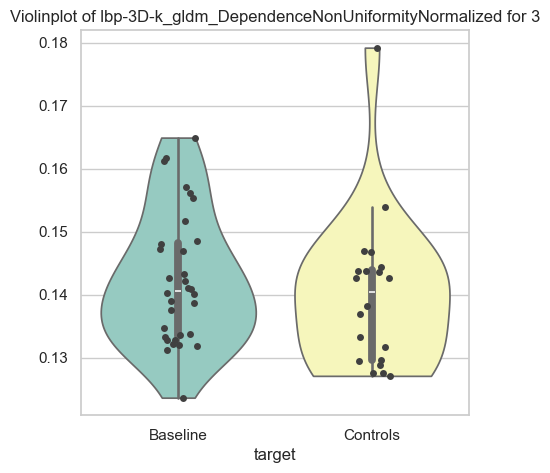 Violinplot of lbp-3D-k_gldm_DependenceNonUniformityNormalized for 3
0.18
0.17
0.16
0.15
0.14
0.13
Baseline Controls
target